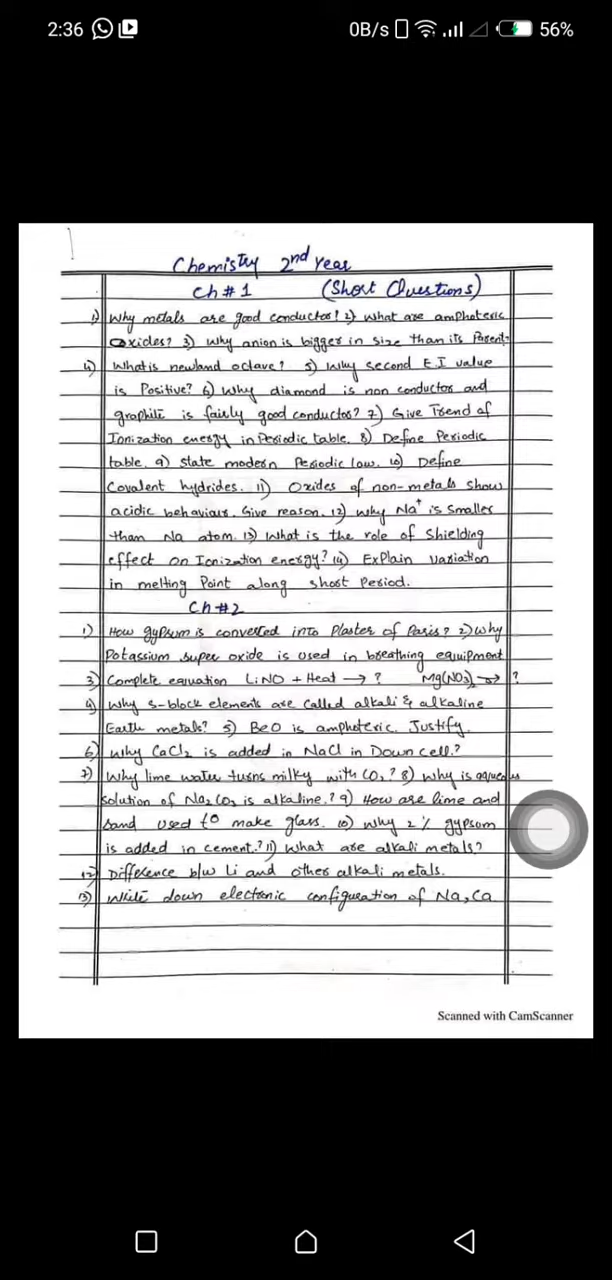 2:36 0B/s 56%
1
Chemistry 2nd Year
Ch # 1 (Short Questions)
1) Why metals are good conductor? 2) What are amphoteric
oxides? 3) Why anion is bigger in size than its Parent.
4) What is newland octave? 5) Why second E.I value
is Positive? 6) Why diamond is non conductor and
graphite is fairly good conductor? 7) Give Trend of
Ionization energy in Periodic table. 8) Define Periodic
table. 9) State modern Periodic law. 10) Define
Covalent hydrides. 11) Oxides of non-metals show
acidic behaviour. Give reason. 12) Why Na+ is smaller
than Na atom. 13) What is the role of Shielding
effect on Ionization energy? 14) Explain variation
in melting Point along short Period.
Ch #2
1) How gypsum is converted into Plaster of Paris? 2) Why
Potassium super oxide is used in breathing equipment
3) Complete equation LiNO + Heat → ? Mg(NO3)2 → ?
4) Why s-block elements are called alkali & alkaline
Earth metals? 5) BeO is amphoteric. Justify.
6) Why CaCl2 is added in NaCl in Down cell?
7) Why lime water turns milky with CO2? 8) Why is aqueous
solution of Na2CO3 is alkaline? 9) How are lime and
sand used to make glass. 10) Why 2% gypsom
is added in cement? 11) What are alkali metals?
12) Difference b/w Li and other alkali metals.
13) Write down electronic configuration of Na, Ca
Scanned with CamScanner